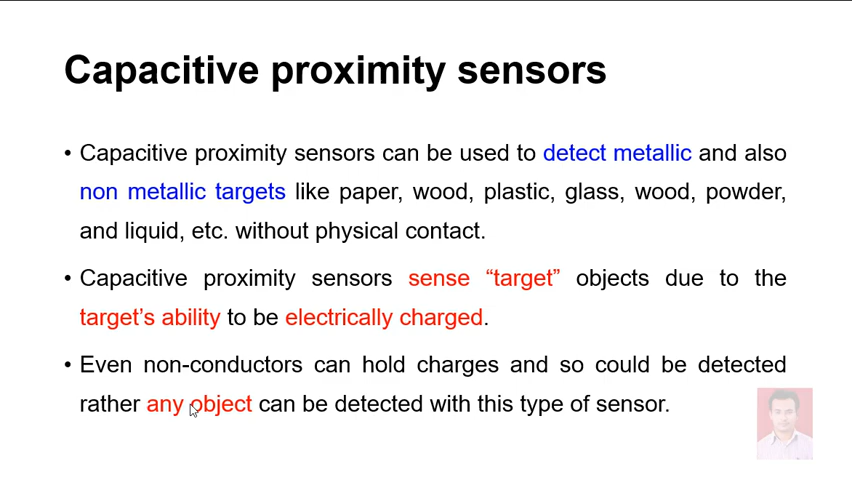 Capacitive proximity sensors
• Capacitive proximity sensors can be used to detect metallic and also
non metallic targets like paper, wood, plastic, glass, wood, powder,
and liquid, etc. without physical contact.
• Capacitive proximity sensors sense “target” objects due to the
target’s ability to be electrically charged.
• Even non-conductors can hold charges and so could be detected
rather any object can be detected with this type of sensor.